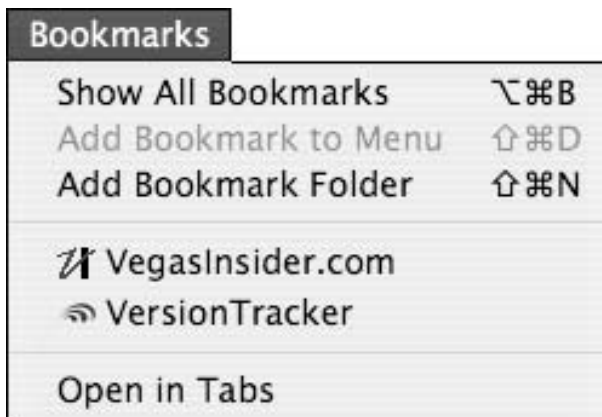 Bookmarks
Show All Bookmarks ⌥⌘B
Add Bookmark to Menu ⇧⌘D
Add Bookmark Folder ⇧⌘N
VegasInsider.com
VersionTracker
Open in Tabs